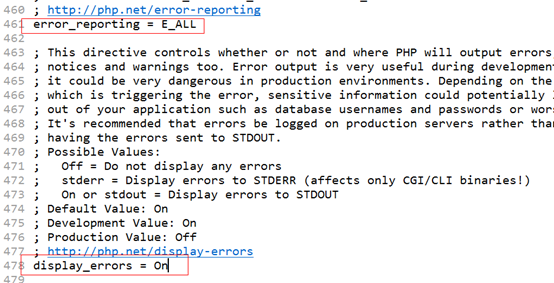 460 ; http://php.net/error-reporting
461 error_reporting = E_ALL
462
463 ; This directive controls whether or not and where PHP will output errors
464 ; notices and warnings too. Error output is very useful during developmen
465 ; it could be very dangerous in production environments. Depending on the
466 ; which is triggering the error, sensitive information could potentially
467 ; out of your application such as database usernames and passwords or wor
468 ; It's recommended that errors be logged on production servers rather than
469 ; having the errors sent to STDOUT.
470 ; Possible Values:
471 ;   Off = Do not display any errors
472 ;   stderr = Display errors to STDERR (affects only CGI/CLI binaries!)
473 ;   On or stdout = Display errors to STDOUT
474 ; Default Value: On
475 ; Development Value: On
476 ; Production Value: Off
477 ; http://php.net/display-errors
478 display_errors = On
479